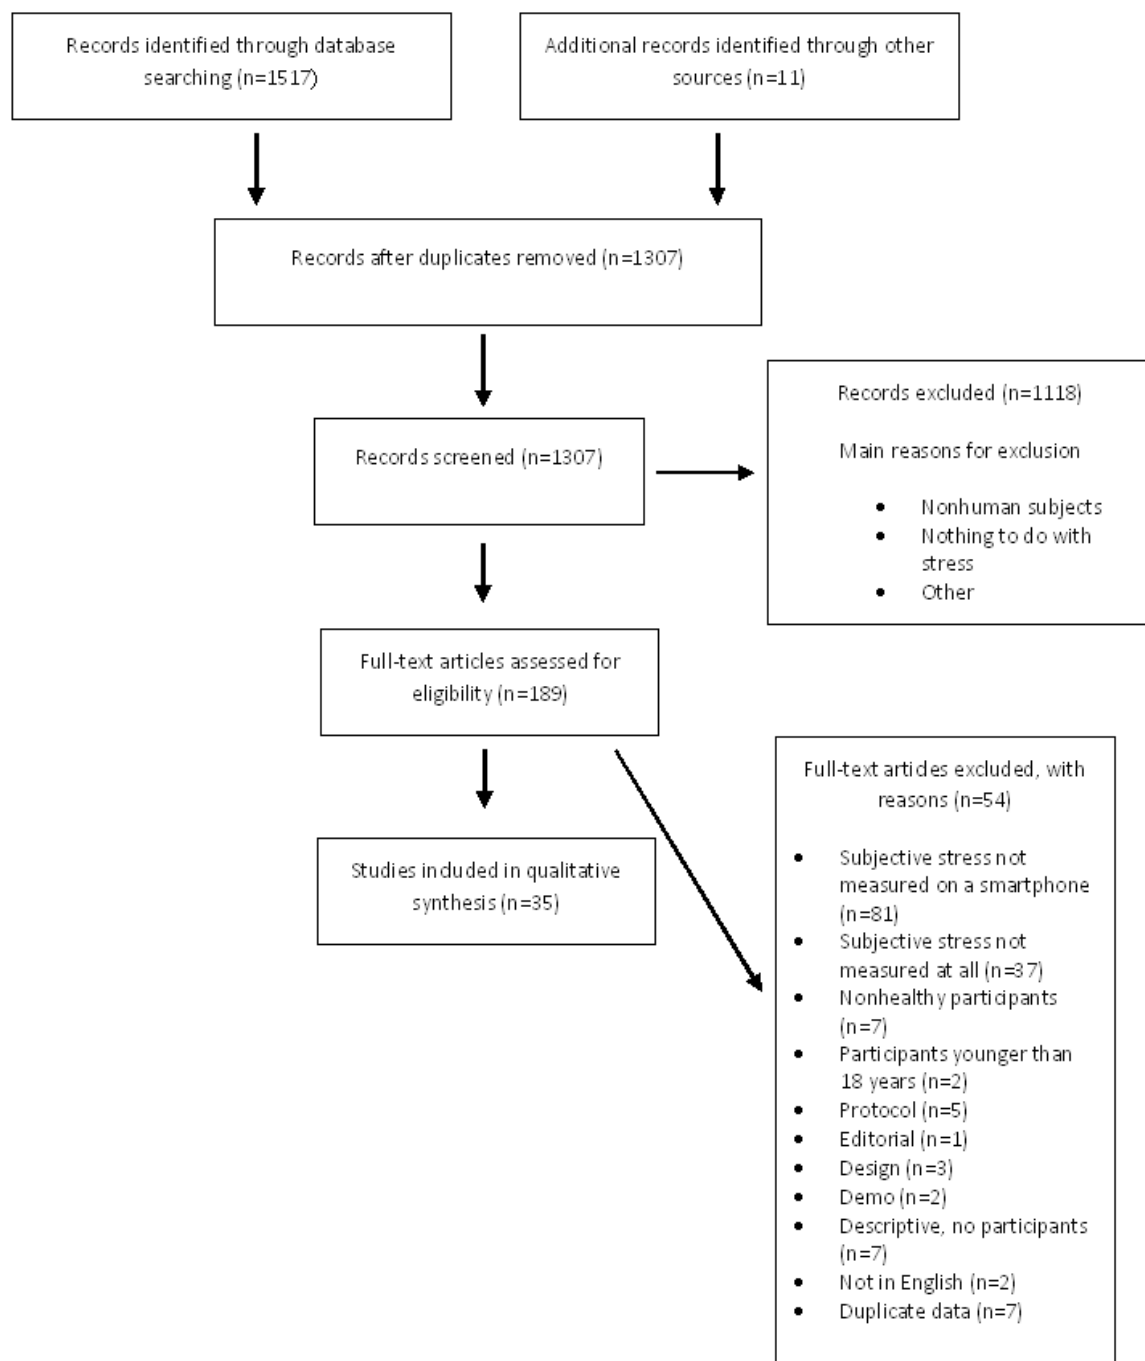 Records identified through database
searching (n=1517)
Additional records identified through other
sources (n=11)
Records after duplicates removed (n=1307)
Records screened (n=1307)
Records excluded (n=1118)
Main reasons for exclusion
• Nonhuman subjects
• Nothing to do with
stress
• Other
Full-text articles assessed for
eligibility (n=189)
Studies included in qualitative
synthesis (n=35)
Full-text articles excluded, with
reasons (n=54)
• Subjective stress not
measured on a smartphone
(n=81)
• Subjective stress not
measured at all (n=37)
• Nonhealthy participants
(n=7)
• Participants younger than
18 years (n=2)
• Protocol (n=5)
• Editorial (n=1)
• Design (n=3)
• Demo (n=2)
• Descriptive, no participants
(n=7)
• Not in English (n=2)
• Duplicate data (n=7)